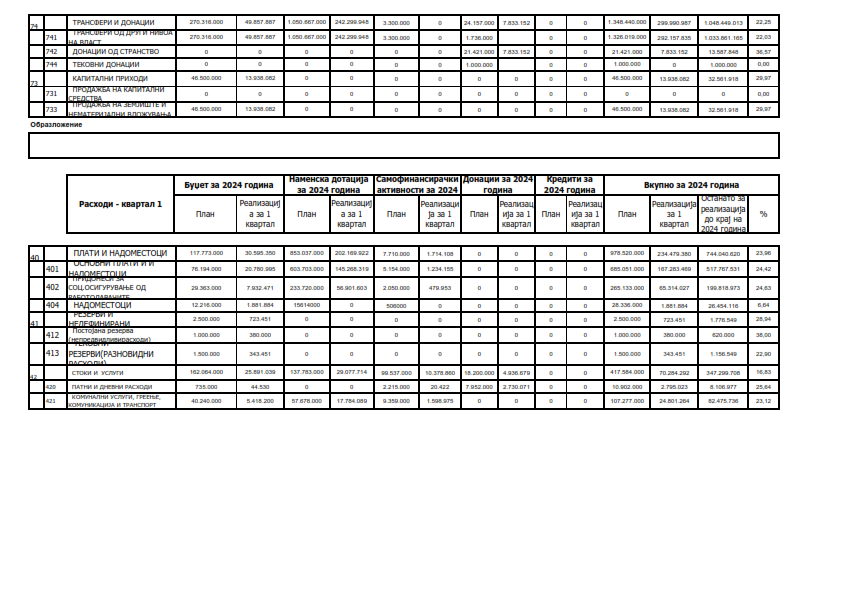 74 ТРАНСФЕРИ И ДОНАЦИИ 270.316.000 49.857.887 1.050.667.000 242.299.948 3.300.000 0 24.157.000 7.833.152 0 0 1.348.440.000 299.990.987 1.048.449.013 22,25
741 ТРАНСФЕРИ ОД ДРУГИ НИВОА НА ВЛАСТ 270.316.000 49.857.887 1.050.667.000 242.299.948 3.300.000 0 1.736.000 0 0 1.326.019.000 292.157.835 1.033.861.165 22,03
742 ДОНАЦИИ ОД СТРАНСТВО 0 0 0 0 0 0 21.421.000 7.833.152 0 0 21.421.000 7.833.152 13.587.848 36,57
744 ТЕКОВНИ ДОНАЦИИ 0 0 0 0 0 0 1.000.000 0 0 1.000.000 0 1.000.000 0,00
73 КАПИТАЛНИ ПРИХОДИ 46.500.000 13.938.082 0 0 0 0 0 0 0 0 46.500.000 13.938.082 32.561.918 29,97
731 ПРОДАЖБА НА КАПИТАЛНИ СРЕДСТВА 0 0 0 0 0 0 0 0 0 0 0 0 0 0,00
733 ПРОДАЖБА НА ЗЕМЈИШТЕ И НЕМАТЕРИЈАЛНИ ВЛОЖУВАЊА 46.500.000 13.938.082 0 0 0 0 0 0 0 0 46.500.000 13.938.082 32.561.918 29,97
Образложение
Расходи - квартал 1
Буџет за 2024 година
Наменска дотација за 2024 година
Самофинансирачки активности за 2024
Донации за 2024 година
Кредити за 2024 година
Вкупно за 2024 година
План Реализација за 1 квартал План Реализација за 1 квартал План Реализација за 1 квартал План Реализација за 1 квартал План Реализација за 1 квартал План Реализација за 1 квартал Останато за реализација до крај на 2024 година %
40 ПЛАТИ И НАДОМЕСТОЦИ 117.773.000 30.595.350 853.037.000 202.169.922 7.710.000 1.714.108 0 0 0 0 978.520.000 234.479.380 744.040.620 23,96
401 ОСНОВНИ ПЛАТИ И И НАДОМЕСТОЦИ 76.194.000 20.780.995 603.703.000 145.268.319 5.154.000 1.234.155 0 0 0 0 685.051.000 167.283.469 517.767.531 24,42
402 ПРИДОНЕСИ ЗА СОЦ.ОСИГУРУВАЊЕ ОД РАБОТОДАВАЧИТЕ 29.363.000 7.932.471 233.720.000 56.901.603 2.050.000 479.953 0 0 0 0 265.133.000 65.314.027 199.818.973 24,63
404 НАДОМЕСТОЦИ 12.216.000 1.881.884 15614000 0 506000 0 0 0 0 0 28.336.000 1.881.884 26.454.116 6,64
41 РЕЗЕРВИ И НЕДЕФИНИРАНИ 2.500.000 723.451 0 0 0 0 0 0 0 0 2.500.000 723.451 1.776.549 28,94
412 Постојана резерва (непредвидливирасходи) 1.000.000 380.000 0 0 0 0 0 0 0 0 1.000.000 380.000 620.000 38,00
413 ТЕКОВНИ РЕЗЕРВИ(РАЗНОВИДНИ РАСХОДИ) 1.500.000 343.451 0 0 0 0 0 0 0 0 1.500.000 343.451 1.156.549 22,90
42 СТОКИ И УСЛУГИ 162.064.000 25.891.039 137.783.000 29.077.714 99.537.000 10.378.860 18.200.000 4.936.679 0 0 417.584.000 70.284.292 347.299.708 16,83
420 ПАТНИ И ДНЕВНИ РАСХОДИ 735.000 44.530 0 0 2.215.000 20.422 7.952.000 2.730.071 0 0 10.902.000 2.795.023 8.106.977 25,64
421 КОМУНАЛНИ УСЛУГИ, ГРЕЕЊЕ, КОМУНИКАЦИЈА И ТРАНСПОРТ 40.240.000 5.418.200 57.678.000 17.784.089 9.359.000 1.598.975 0 0 0 0 107.277.000 24.801.264 82.475.736 23,12